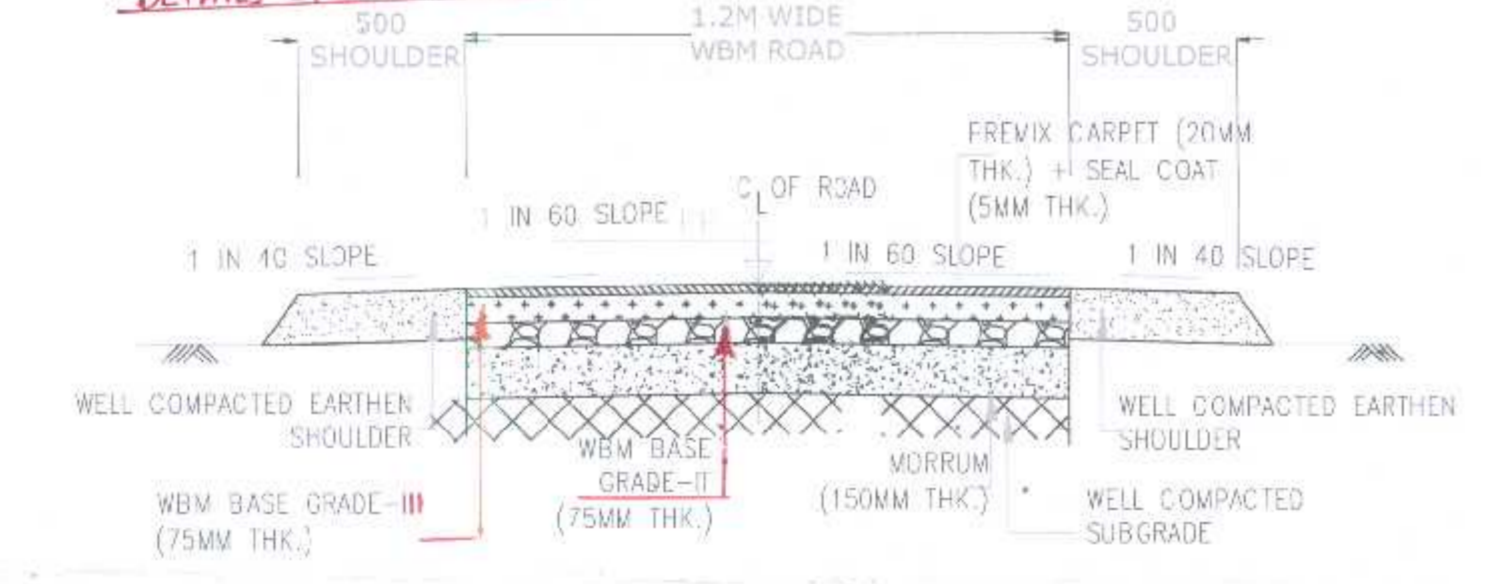 500
SHOULDER
1.2M WIDE
WBM ROAD
500
SHOULDER
PREMIX CARPET (20MM
THK.) + SEAL COAT
(5MM THK.)
CL OF ROAD
1 IN 60 SLOPE
1 IN 40 SLOPE
1 IN 60 SLOPE
1 IN 40 SLOPE
WELL COMPACTED EARTHEN
SHOULDER
WBM BASE
GRADE-II
(75MM THK.)
MORRUM
(150MM THK.)
WELL COMPACTED EARTHEN
SHOULDER
WBM BASE GRADE-III
(75MM THK.)
WELL COMPACTED
SUBGRADE